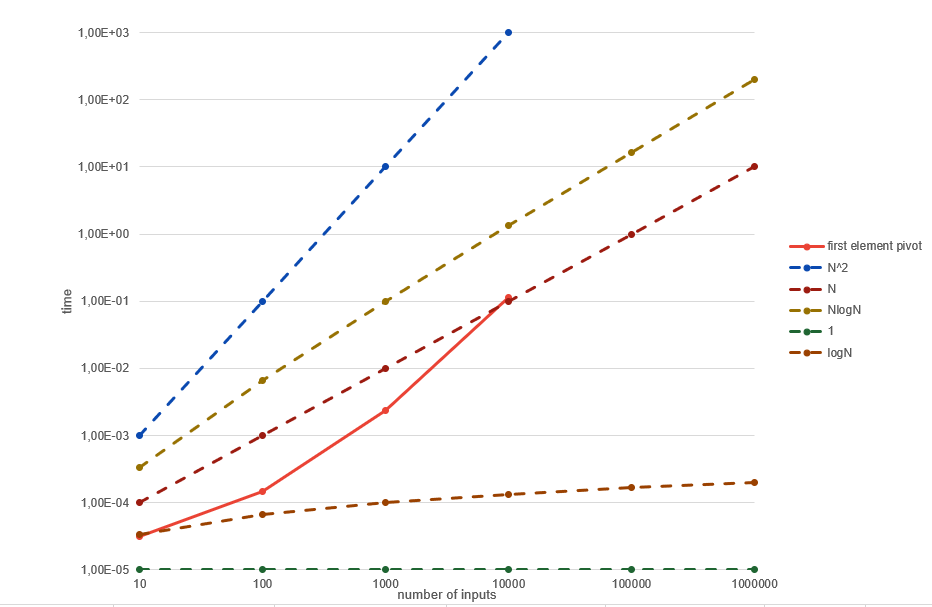 1,00E+03
1,00E+02
1,00E+01
1,00E+00
1,00E-01
1,00E-02
1,00E-03
1,00E-04
1,00E-05
time
10 100 1000 10000 100000 1000000
number of inputs
first element pivot
N^2
N
NlogN
1
logN